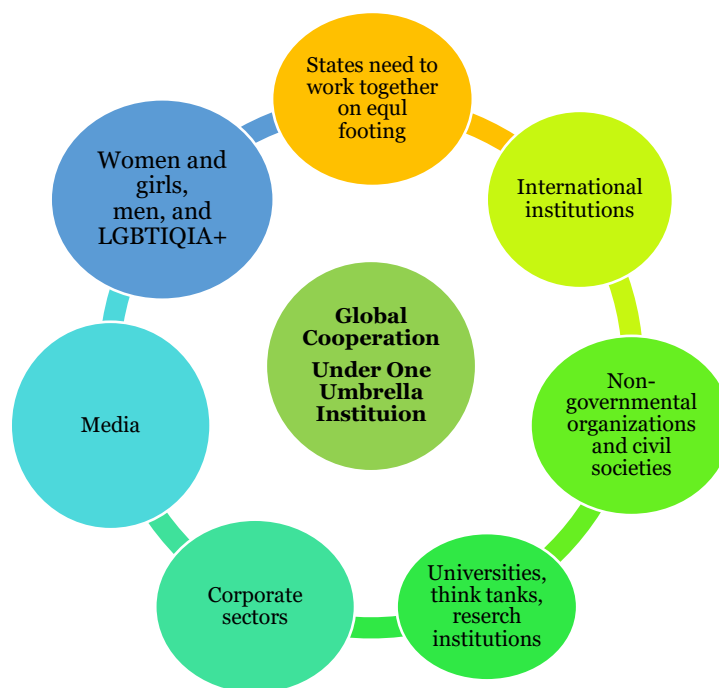 States need to
work together
on equl
footing
International
institutions
Non-
governmental
organizations
and civil
societies
Universities,
think tanks,
reserch
institutions
Corporate
sectors
Media
Women and
girls,
men, and
LGBTIQIA+
Global
Cooperation
Under One
Umbrella
Instituion